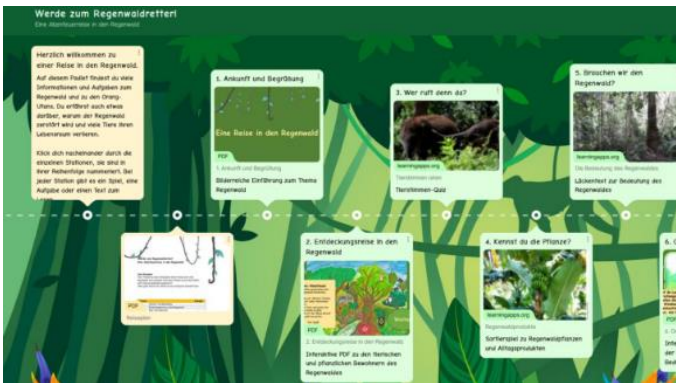 Werde zum Regenwaldretter!
Eine Abenteuerreise in den Regenwald
Herzlich willkommen zu
einer Reise in den Regenwald.
Auf diesem Padlet findest du viele
Informationen und Aufgaben zum
Regenwald und zu den Orang-
Utans. Du erfährst auch etwas
darüber, warum der Regenwald
zerstört wird und viele Tiere ihren
Lebensraum verlieren.
Klick dich nacheinander durch die
einzelnen Stationen, sie sind in
ihrer Reihenfolge nummeriert. Bei
jeder Station gibt es ein Spiel, eine
Aufgabe oder einen Text zum
PDF
Reiseplan
1. Ankunft und Begrüßung
Eine Reise in den Regenwald
PDF
1. Ankunft und Begrüßung
Bilderreiche Einführung zum Thema
Regenwald
2. Entdeckungsreise in den
Regenwald
PDF
2. Entdeckungsreise in den Regenwald
Interaktive PDF zu den tierischen
und pflanzlichen Bewohnern des
Regenwaldes
3. Wer ruft denn da?
learningapps.org
Tierstimmen-Quiz
4. Kennst du die Pflanze?
learningapps.org
Regenwaldprodukte
Sortierspiel zu Regenwaldpflanzen
und Alltagsprodukten
5. Brauchen wir den
Regenwald?
learningapps.org
Die Bedeutung des Regenwaldes
Lückentext zur Bedeutung des
Regenwaldes
6.